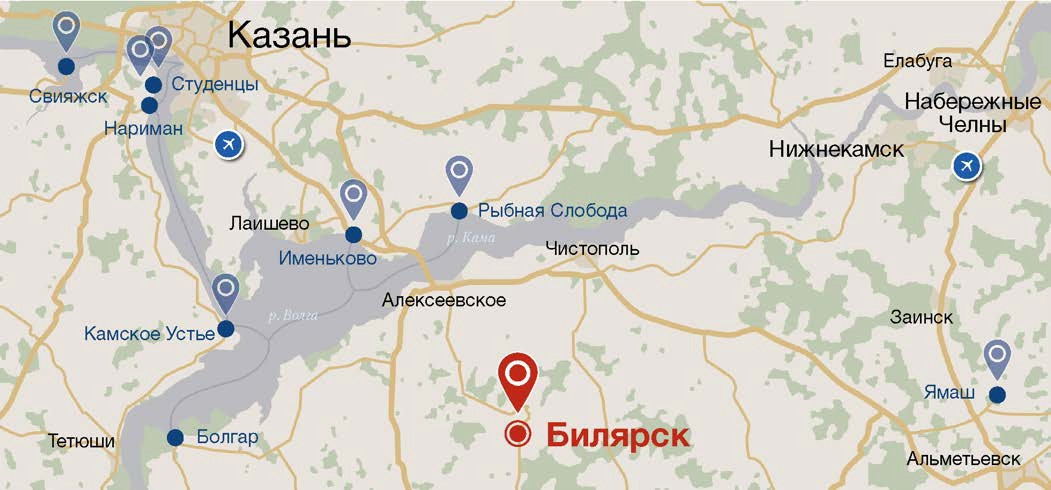 Казань
Елабуга
Студенцы
Свияжск
Набережные
Челны
Нариман
Нижнекамск
Рыбная Слобода
Лаишево
р. Кама
Чистополь
Именьково
Алексеевское
р. Волга
Заинск
Камское Устье
Ямаш
Билярск
Болгар
Тетюши
Альметьевск